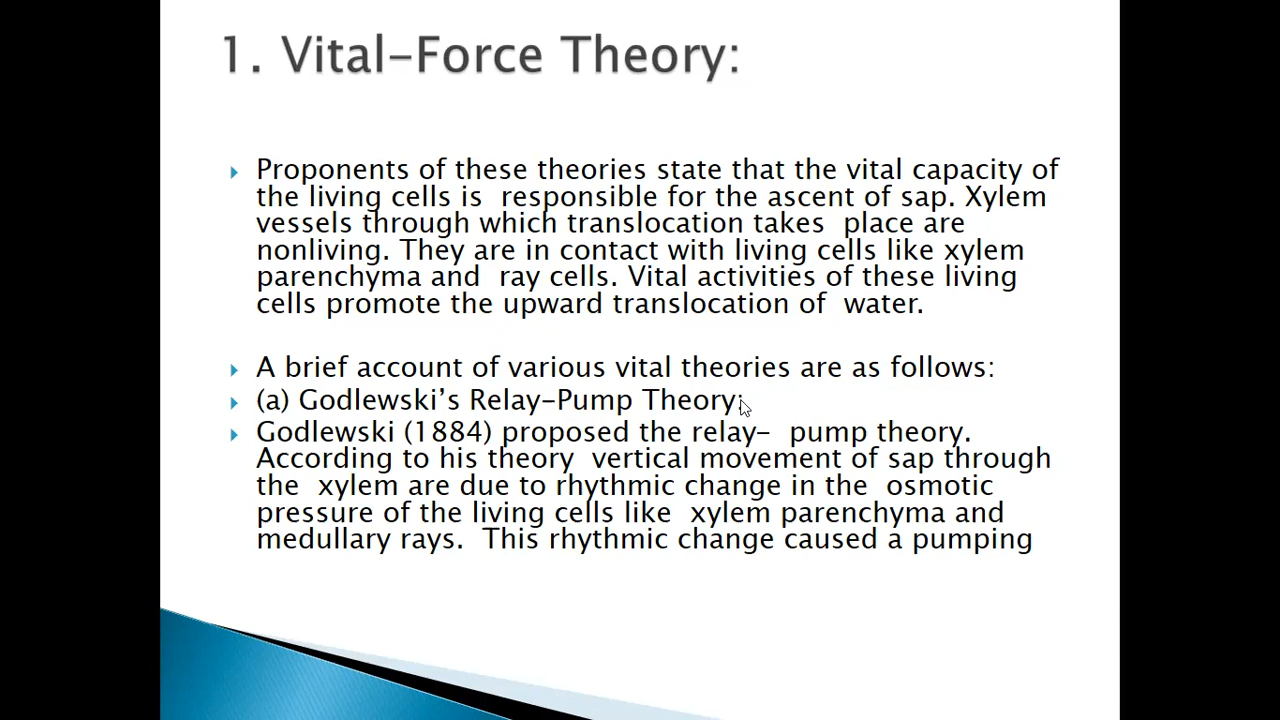 1. Vital-Force Theory:
Proponents of these theories state that the vital capacity of
the living cells is responsible for the ascent of sap. Xylem
vessels through which translocation takes place are
nonliving. They are in contact with living cells like xylem
parenchyma and ray cells. Vital activities of these living
cells promote the upward translocation of water.
A brief account of various vital theories are as follows:
(a) Godlewski’s Relay-Pump Theory:
Godlewski (1884) proposed the relay- pump theory.
According to his theory vertical movement of sap through
the xylem are due to rhythmic change in the osmotic
pressure of the living cells like xylem parenchyma and
medullary rays. This rhythmic change caused a pumping